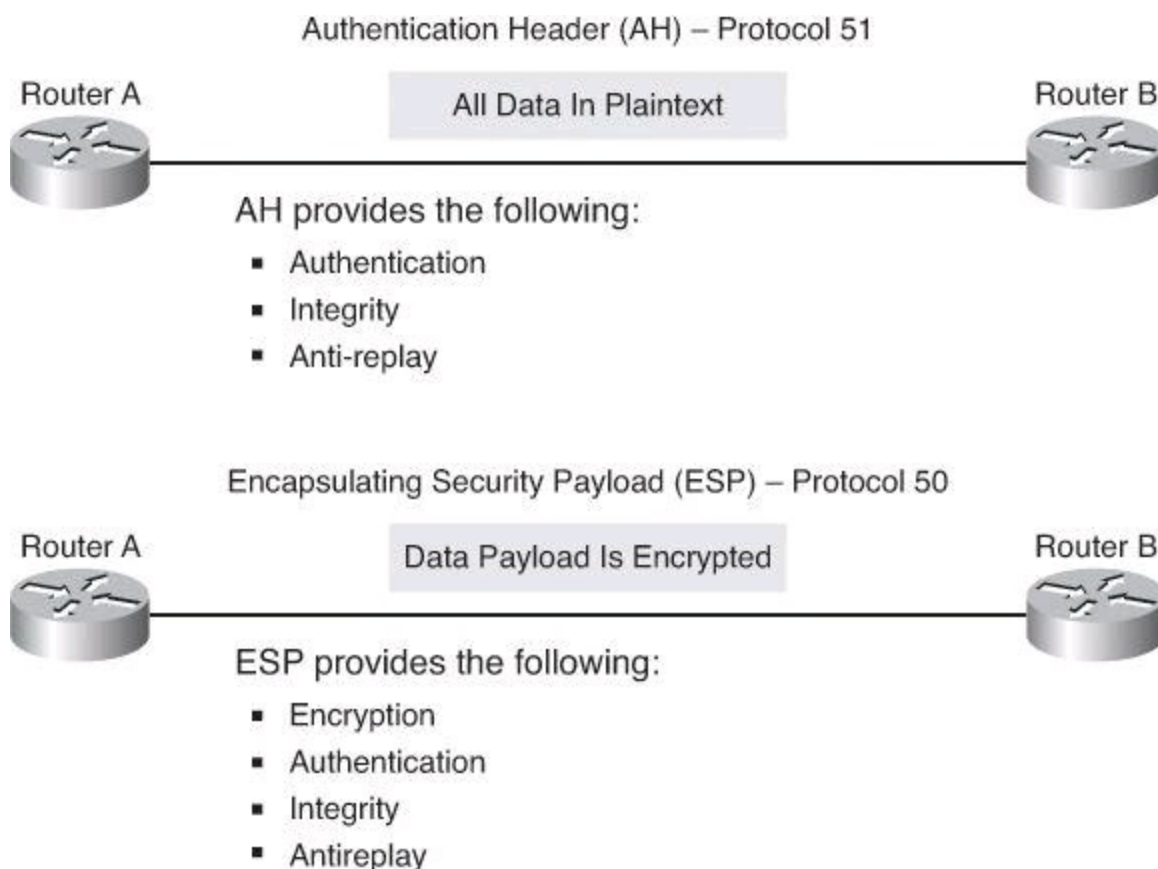 Authentication Header (AH) – Protocol 51
Router A
All Data In Plaintext
Router B
AH provides the following:
▪ Authentication
▪ Integrity
▪ Anti-replay
Encapsulating Security Payload (ESP) – Protocol 50
Router A
Data Payload Is Encrypted
Router B
ESP provides the following:
▪ Encryption
▪ Authentication
▪ Integrity
▪ Antireplay